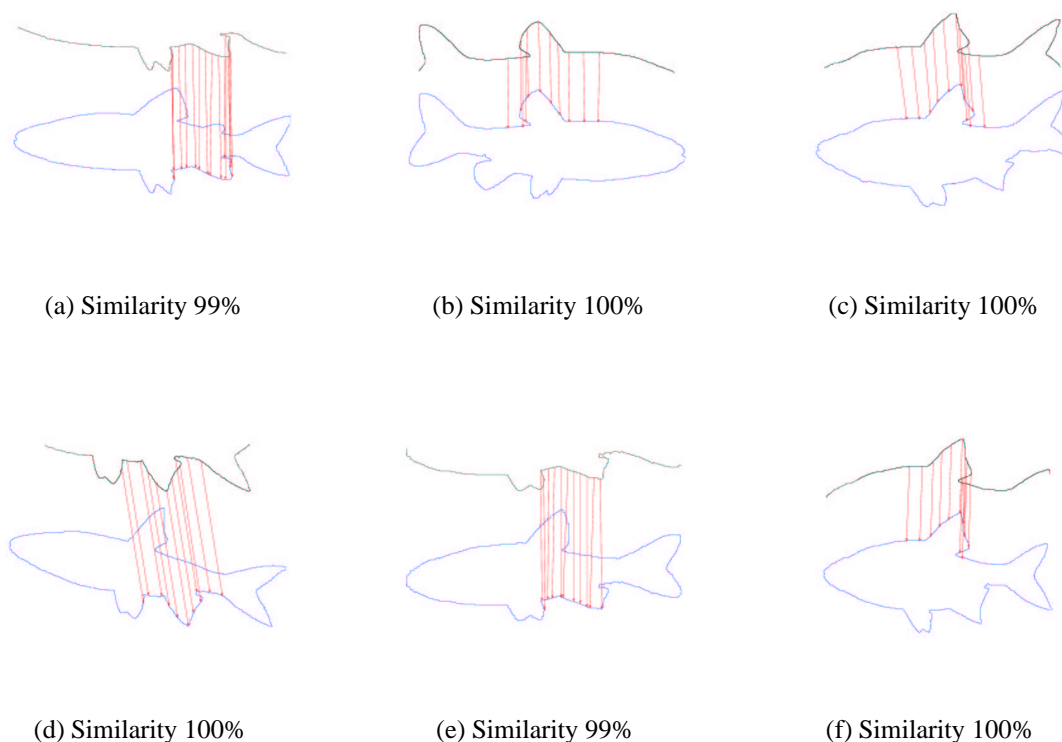 (a) Similarity 99%
(b) Similarity 100%
(c) Similarity 100%
(d) Similarity 100%
(e) Similarity 99%
(f) Similarity 100%